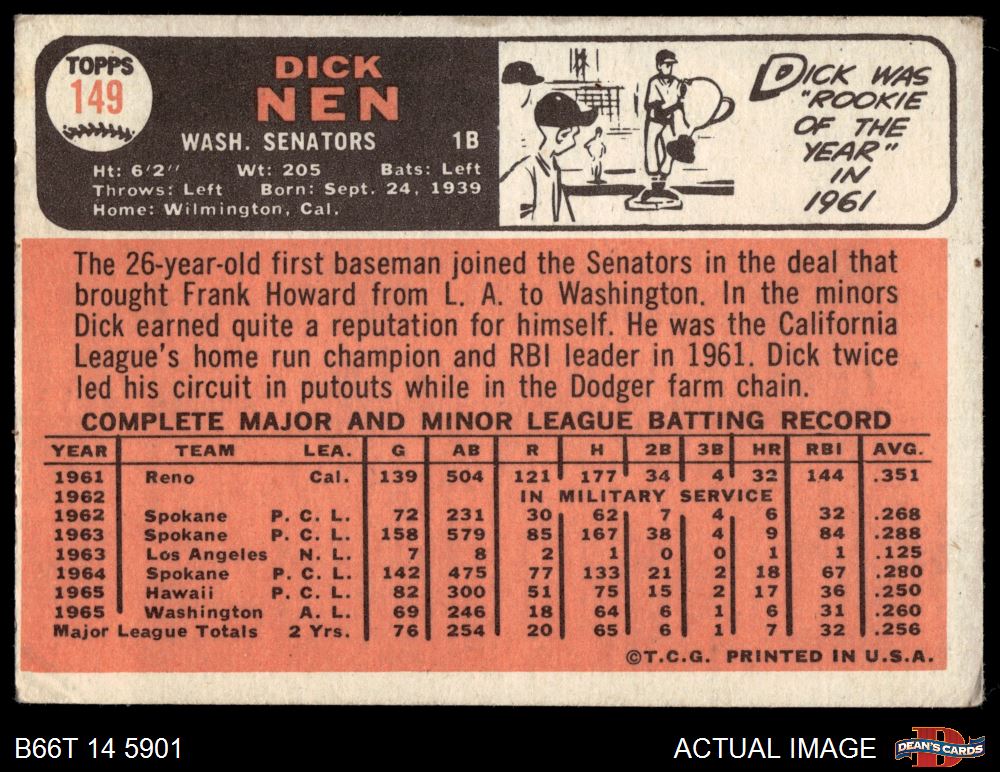 TOPPS
149
DICK
NEN
WASH. SENATORS 1B
Ht: 6'2" Wt: 205 Bats: Left
Throws: Left Born: Sept. 24, 1939
Home: Wilmington, Cal.
DICK WAS
"ROOKIE
OF THE
YEAR"
IN
1961
The 26-year-old first baseman joined the Senators in the deal that
brought Frank Howard from L. A. to Washington. In the minors
Dick earned quite a reputation for himself. He was the California
League's home run champion and RBI leader in 1961. Dick twice
led his circuit in putouts while in the Dodger farm chain.
COMPLETE MAJOR AND MINOR LEAGUE BATTING RECORD
YEAR TEAM LEA. G AB R H 2B 3B HR RBI AVG.
1961 Reno Cal. 139 504 121 177 34 4 32 144 .351
1962 IN MILITARY SERVICE
1962 Spokane P. C. L. 72 231 30 62 7 4 6 32 .268
1963 Spokane P. C. L. 158 579 85 167 38 4 9 84 .288
1963 Los Angeles N. L. 7 8 2 1 0 0 1 1 .125
1964 Spokane P. C. L. 142 475 77 133 21 2 18 67 .280
1965 Hawaii P. C. L. 82 300 51 75 15 2 17 36 .250
1965 Washington A. L. 69 246 18 64 6 1 6 31 .260
Major League Totals 2 Yrs. 76 254 20 65 6 1 7 32 .256
©T.C.G. PRINTED IN U.S.A.
B66T 14 5901
ACTUAL IMAGE
DEAN'S CARDS